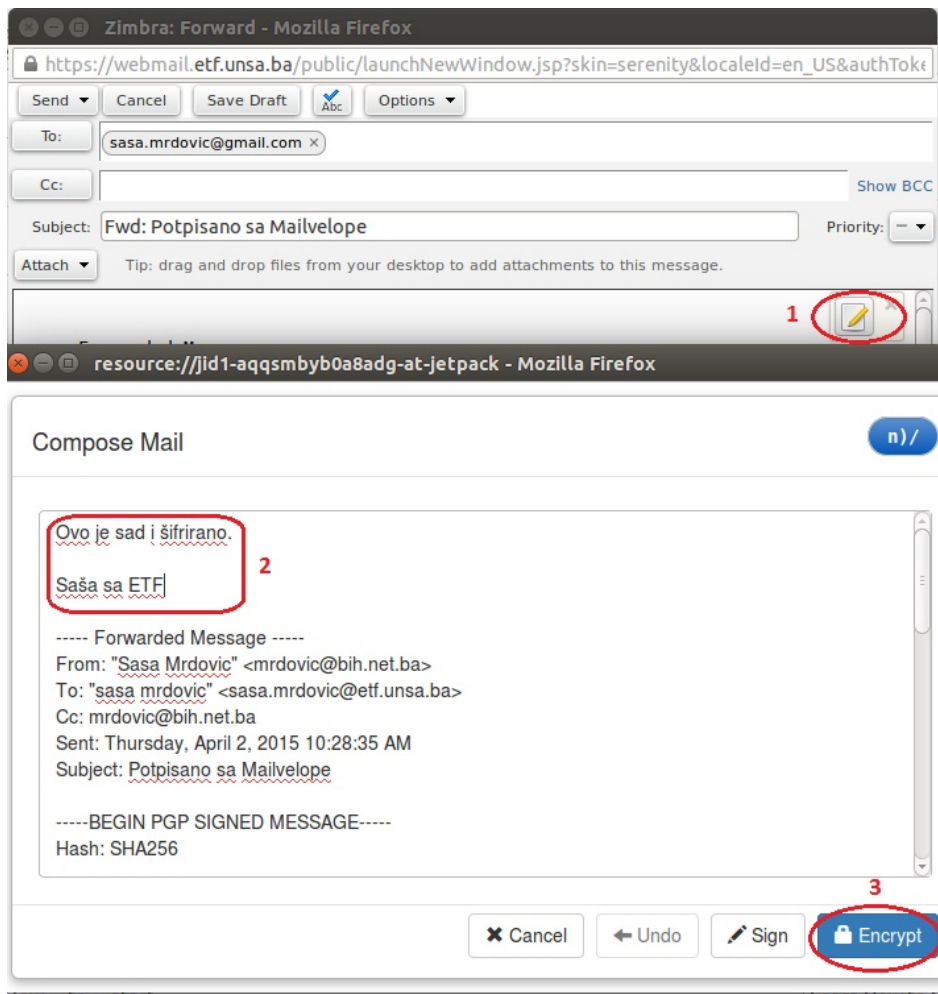 Zimbra: Forward - Mozilla Firefox
https://webmail.etf.unsa.ba/public/launchNewWindow.jsp?skin=serenity&localeId=en_US&authToke
Send Cancel Save Draft Abc Options
To: sasa.mrdovic@gmail.com ×
Cc: Show BCC
Subject: Fwd: Potpisano sa Mailvelope Priority: –
Attach Tip: drag and drop files from your desktop to add attachments to this message.
1
resource://jid1-aqqsmbyb0a8adg-at-jetpack - Mozilla Firefox
Compose Mail n)/
Ovo je sad i šifrirano.
2
Saša sa ETF
----- Forwarded Message -----
From: "Sasa Mrdovic" <mrdovic@bih.net.ba>
To: "sasa mrdovic" <sasa.mrdovic@etf.unsa.ba>
Cc: mrdovic@bih.net.ba
Sent: Thursday, April 2, 2015 10:28:35 AM
Subject: Potpisano sa Mailvelope
-----BEGIN PGP SIGNED MESSAGE-----
Hash: SHA256
3
Cancel Undo Sign Encrypt